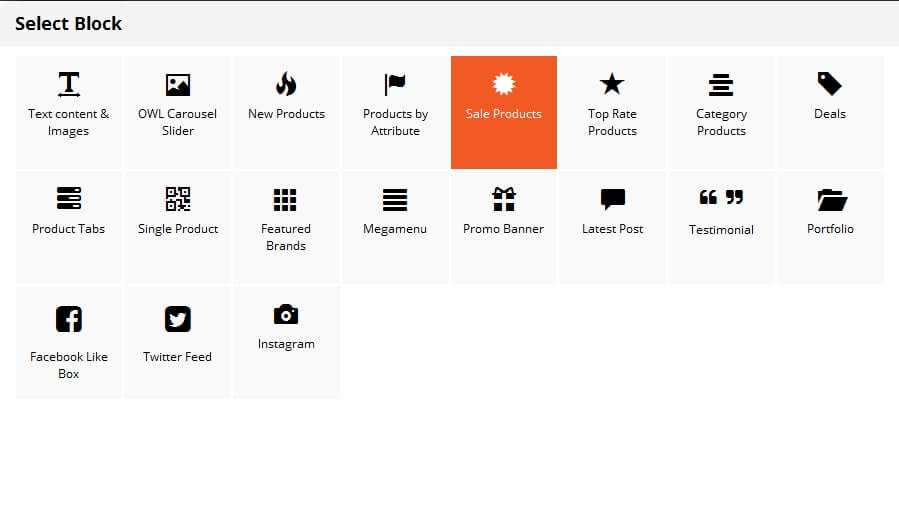 Select Block
Text content &
Images
OWL Carousel
Slider
New Products
Products by
Attribute
Sale Products
Top Rate
Products
Category
Products
Deals
Product Tabs
Single Product
Featured
Brands
Megamenu
Promo Banner
Latest Post
Testimonial
Portfolio
Facebook Like
Box
Twitter Feed
Instagram